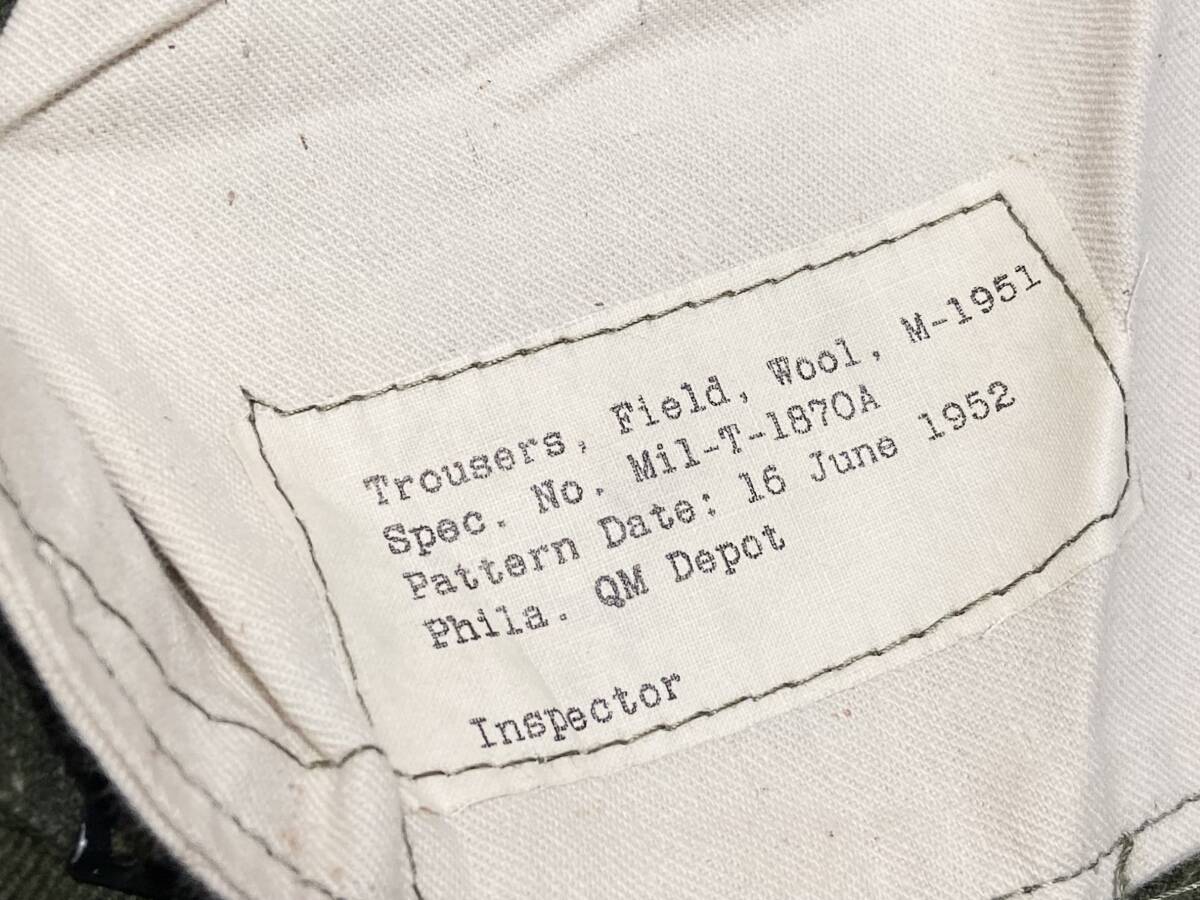 Trousers, Field, Wool, M-1951
Spec. No. Mil-T-1870A
Pattern Date: 16 June 1952
Phila. QM Depot
Inspector